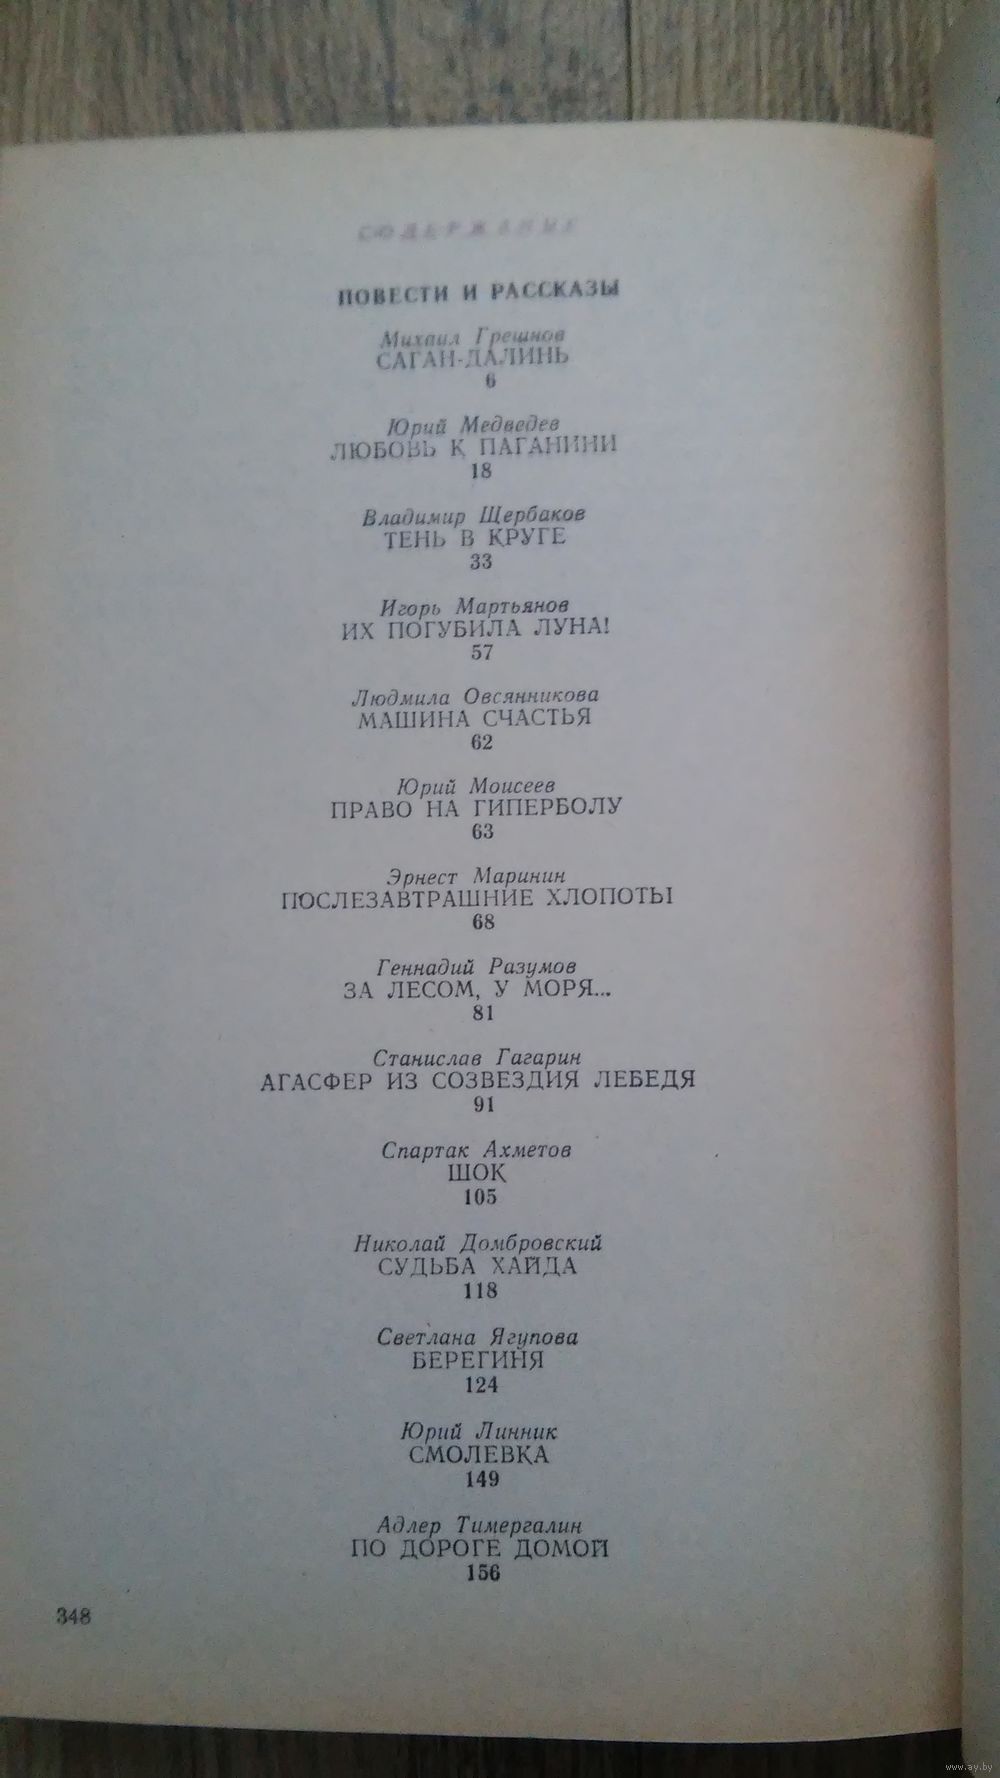 СОДЕРЖАНИЕ
ПОВЕСТИ И РАССКАЗЫ
Михаил Грешнов
САГАН-ДАЛИНЬ
6
Юрий Медведев
ЛЮБОВЬ К ПАГАНИНИ
18
Владимир Щербаков
ТЕНЬ В КРУГЕ
33
Игорь Мартьянов
ИХ ПОГУБИЛА ЛУНА!
57
Людмила Овсянникова
МАШИНА СЧАСТЬЯ
62
Юрий Моисеев
ПРАВО НА ГИПЕРБОЛУ
63
Эрнест Маринин
ПОСЛЕЗАВТРАШНИЕ ХЛОПОТЫ
68
Геннадий Разумов
ЗА ЛЕСОМ, У МОРЯ...
81
Станислав Гагарин
АГАСФЕР ИЗ СОЗВЕЗДИЯ ЛЕБЕДЯ
91
Спартак Ахметов
ШОК
105
Николай Домбровский
СУДЬБА ХАЙДА
118
Светлана Ягупова
БЕРЕГИНЯ
124
Юрий Линник
СМОЛЕВКА
149
Адлер Тимергалин
ПО ДОРОГЕ ДОМОЙ
156
348
www.ay.by